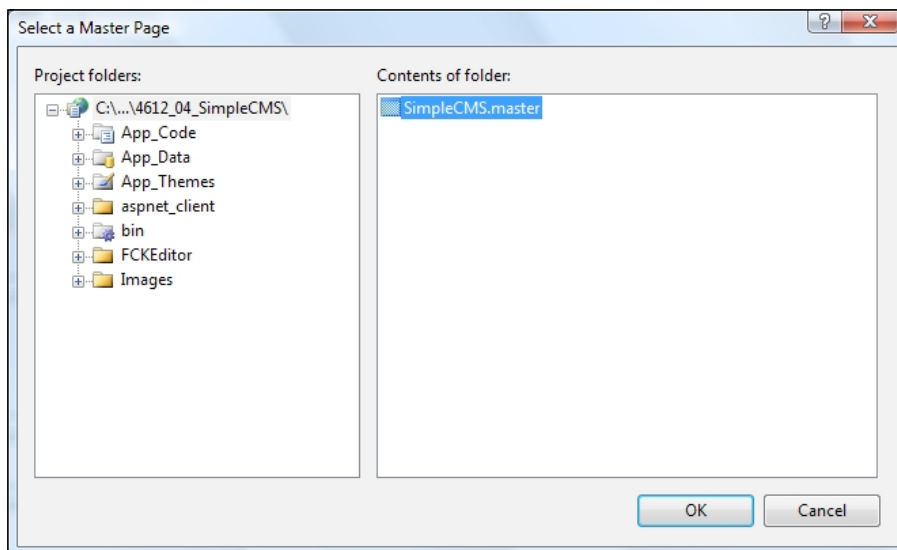 Select a Master Page
Project folders:
Contents of folder:
C:\...\4612_04_SimpleCMS\
App_Code
App_Data
App_Themes
aspnet_client
bin
FCKEditor
Images
SimpleCMS.master
OK
Cancel